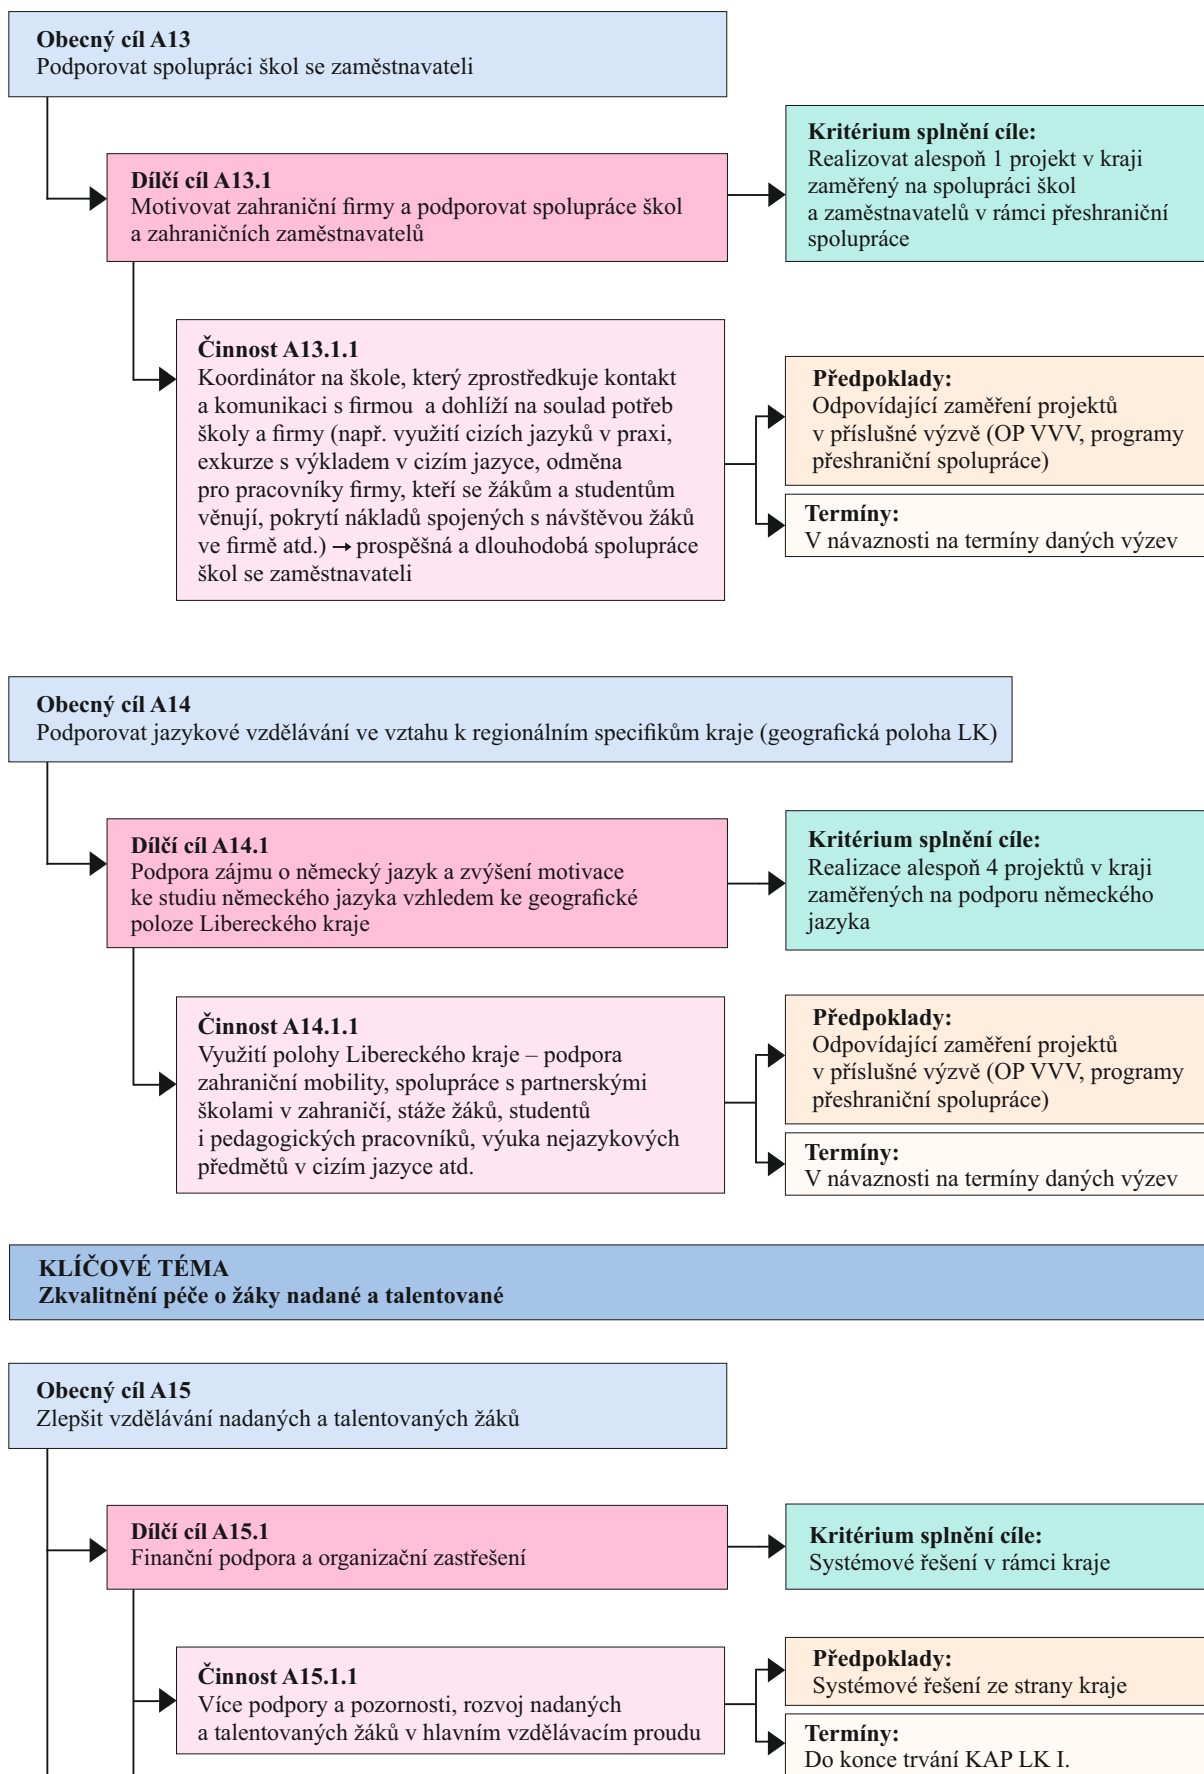 Obecný cíl A13
Podporovat spolupráci škol se zaměstnavateli
Dílčí cíl A13.1
Motivovat zahraniční firmy a podporovat spolupráce škol
a zahraničních zaměstnavatelů
Kritérium splnění cíle:
Realizovat alespoň 1 projekt v kraji
zaměřený na spolupráci škol
a zaměstnavatelů v rámci přeshraniční
spolupráce
Činnost A13.1.1
Koordinátor na škole, který zprostředkuje kontakt
a komunikaci s firmou a dohlíží na soulad potřeb
školy a firmy (např. využití cizích jazyků v praxi,
exkurze s výkladem v cizím jazyce, odměna
pro pracovníky firmy, kteří se žákům a studentům
věnují, pokrytí nákladů spojených s návštěvou žáků
ve firmě atd.) → prospěšná a dlouhodobá spolupráce
škol se zaměstnavateli
Předpoklady:
Odpovídající zaměření projektů
v příslušné výzvě (OP VVV, programy
přeshraniční spolupráce)
Termíny:
V návaznosti na termíny daných výzev
Obecný cíl A14
Podporovat jazykové vzdělávání ve vztahu k regionálním specifikům kraje (geografická poloha LK)
Dílčí cíl A14.1
Podpora zájmu o německý jazyk a zvýšení motivace
ke studiu německého jazyka vzhledem ke geografické
poloze Libereckého kraje
Kritérium splnění cíle:
Realizace alespoň 4 projektů v kraji
zaměřených na podporu německého
jazyka
Činnost A14.1.1
Využití polohy Libereckého kraje – podpora
zahraniční mobility, spolupráce s partnerskými
školami v zahraničí, stáže žáků, studentů
i pedagogických pracovníků, výuka nejazykových
předmětů v cizím jazyce atd.
Předpoklady:
Odpovídající zaměření projektů
v příslušné výzvě (OP VVV, programy
přeshraniční spolupráce)
Termíny:
V návaznosti na termíny daných výzev
KLÍČOVÉ TÉMA
Zkvalitnění péče o žáky nadané a talentované
Obecný cíl A15
Zlepšit vzdělávání nadaných a talentovaných žáků
Dílčí cíl A15.1
Finanční podpora a organizační zastřešení
Kritérium splnění cíle:
Systémové řešení v rámci kraje
Činnost A15.1.1
Více podpory a pozornosti, rozvoj nadaných
a talentovaných žáků v hlavním vzdělávacím proudu
Předpoklady:
Systémové řešení ze strany kraje
Termíny:
Do konce trvání KAP LK I.